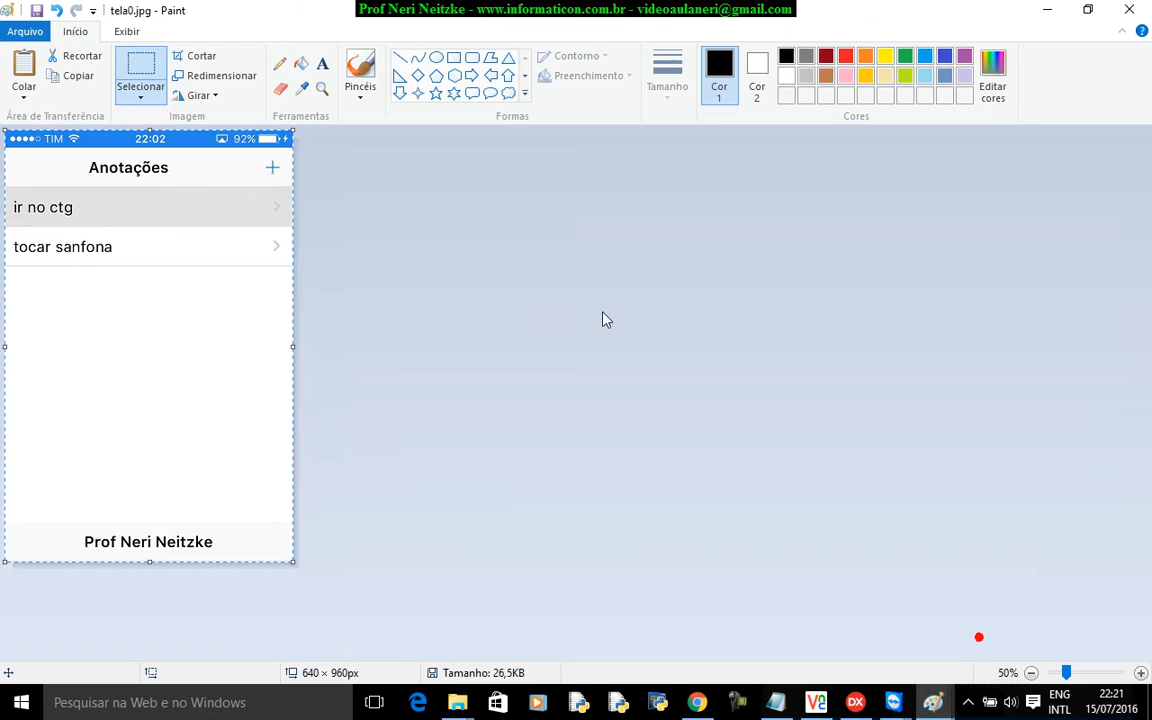 tela0.jpg - Paint
Prof Neri Neitzke - www.informaticon.com.br - videoaulaneri@gmail.com
Arquivo Início Exibir
Colar
Recortar
Copiar
Área de Transferência
Selecionar
Cortar
Redimensionar
Girar
Imagem
A
Ferramentas
Pincéis
Contorno
Preenchimento
Formas
Tamanho
Cor 1
Cor 2
Editar cores
Cores
TIM 22:02 92%
Anotações +
ir no ctg
tocar sanfona
Prof Neri Neitzke
640 × 960px
Tamanho: 26,5KB
50%
Pesquisar na Web e no Windows
ENG
INTL
22:21
15/07/2016